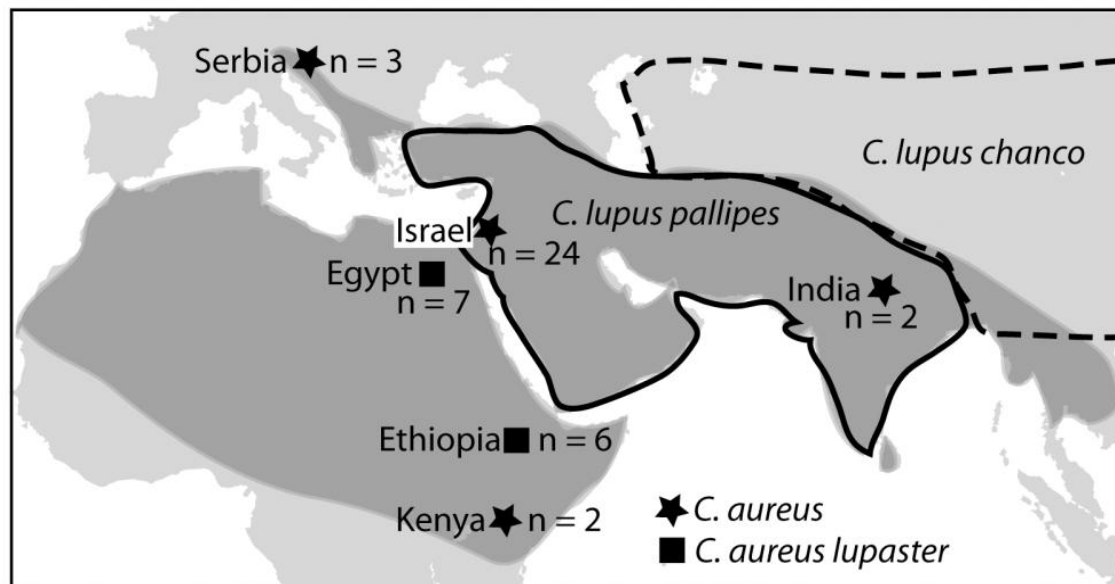 Serbia n = 3
C. lupus chanco
C. lupus pallipes
Israel
n = 24
Egypt
n = 7
India
n = 2
Ethiopia n = 6
Kenya n = 2
C. aureus
C. aureus lupaster